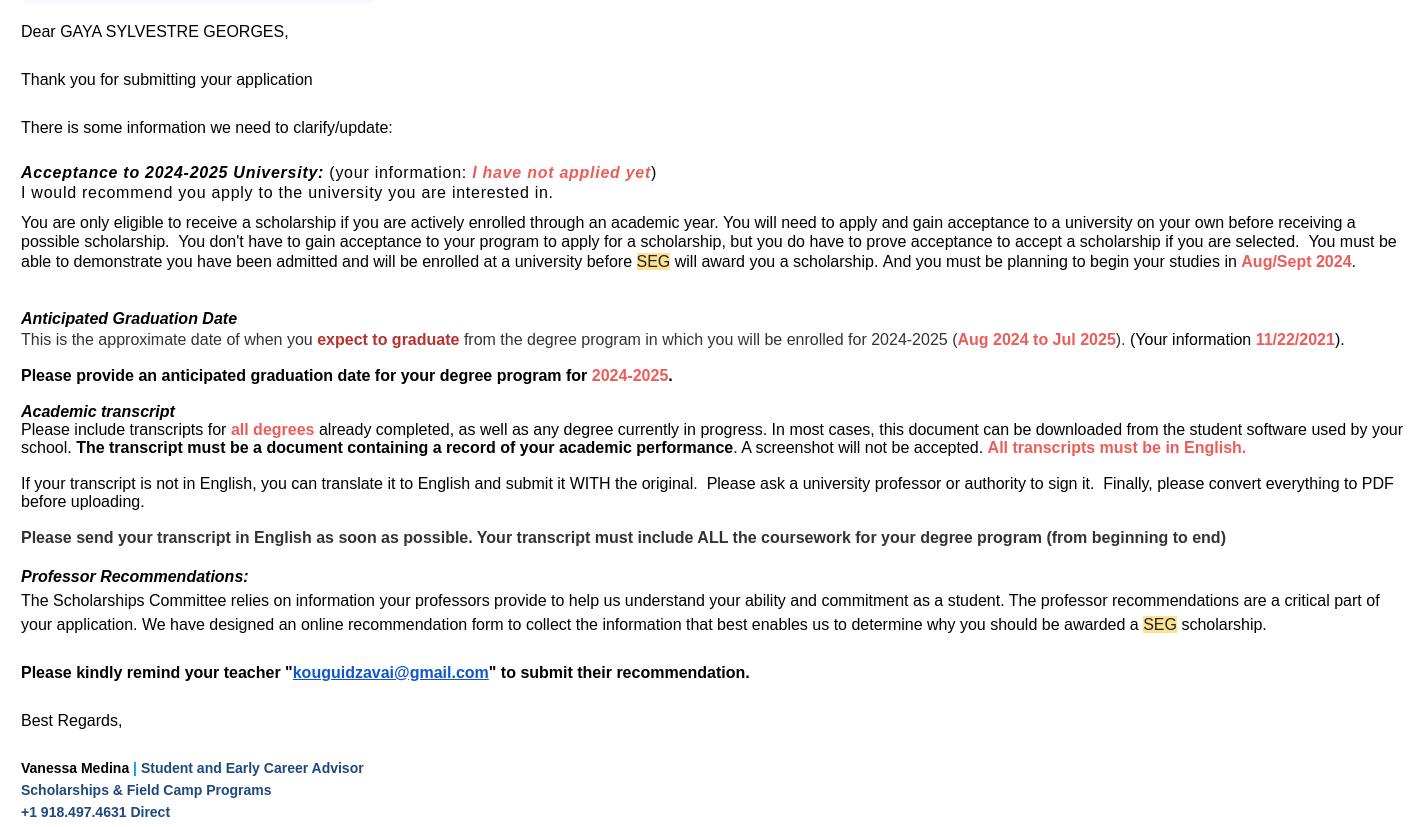 Dear GAYA SYLVESTRE GEORGES,
Thank you for submitting your application
There is some information we need to clarify/update:
Acceptance to 2024-2025 University: (your information: I have not applied yet)
I would recommend you apply to the university you are interested in.
You are only eligible to receive a scholarship if you are actively enrolled through an academic year. You will need to apply and gain acceptance to a university on your own before receiving a
possible scholarship.  You don't have to gain acceptance to your program to apply for a scholarship, but you do have to prove acceptance to accept a scholarship if you are selected.  You must be
able to demonstrate you have been admitted and will be enrolled at a university before SEG will award you a scholarship. And you must be planning to begin your studies in Aug/Sept 2024.
Anticipated Graduation Date
This is the approximate date of when you expect to graduate from the degree program in which you will be enrolled for 2024-2025 (Aug 2024 to Jul 2025). (Your information 11/22/2021).
Please provide an anticipated graduation date for your degree program for 2024-2025.
Academic transcript
Please include transcripts for all degrees already completed, as well as any degree currently in progress. In most cases, this document can be downloaded from the student software used by your
school. The transcript must be a document containing a record of your academic performance. A screenshot will not be accepted. All transcripts must be in English.
If your transcript is not in English, you can translate it to English and submit it WITH the original.  Please ask a university professor or authority to sign it.  Finally, please convert everything to PDF
before uploading.
Please send your transcript in English as soon as possible. Your transcript must include ALL the coursework for your degree program (from beginning to end)
Professor Recommendations:
The Scholarships Committee relies on information your professors provide to help us understand your ability and commitment as a student. The professor recommendations are a critical part of
your application. We have designed an online recommendation form to collect the information that best enables us to determine why you should be awarded a SEG scholarship.
Please kindly remind your teacher "kouguidzavai@gmail.com" to submit their recommendation.
Best Regards,
Vanessa Medina | Student and Early Career Advisor
Scholarships & Field Camp Programs
+1 918.497.4631 Direct